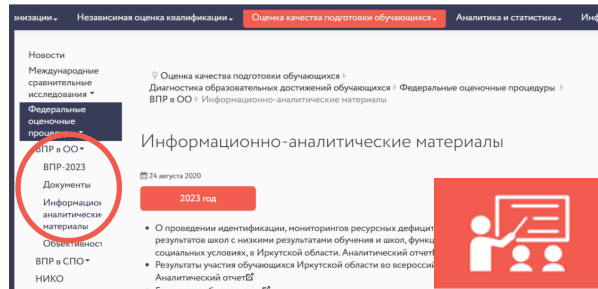 низации Независимая оценка квалификации Оценка качества подготовки обучающихся Аналитика и статистика Инф
Новости
Международные
сравнительные
исследования
Федеральные
оценочные
процедуры
ВПР в ОО
ВПР-2023
Документы
Информацион
аналитически
материалы
Объективност
ВПР в СПО
НИКО
Оценка качества подготовки обучающихся
Диагностика образовательных достижений обучающихся Федеральные оценочные процедуры
ВПР в ОО Информационно-аналитические материалы
Информационно-аналитические материалы
24 августа 2020
2023 год
• О проведении идентификации, мониторингов ресурсных дефицит
результатов школ с низкими результатами обучения и школ, функц
социальных условиях, в Иркутской области. Аналитический отчет
• Результаты участия обучающихся Иркутской области во всеросси
Аналитический отчет